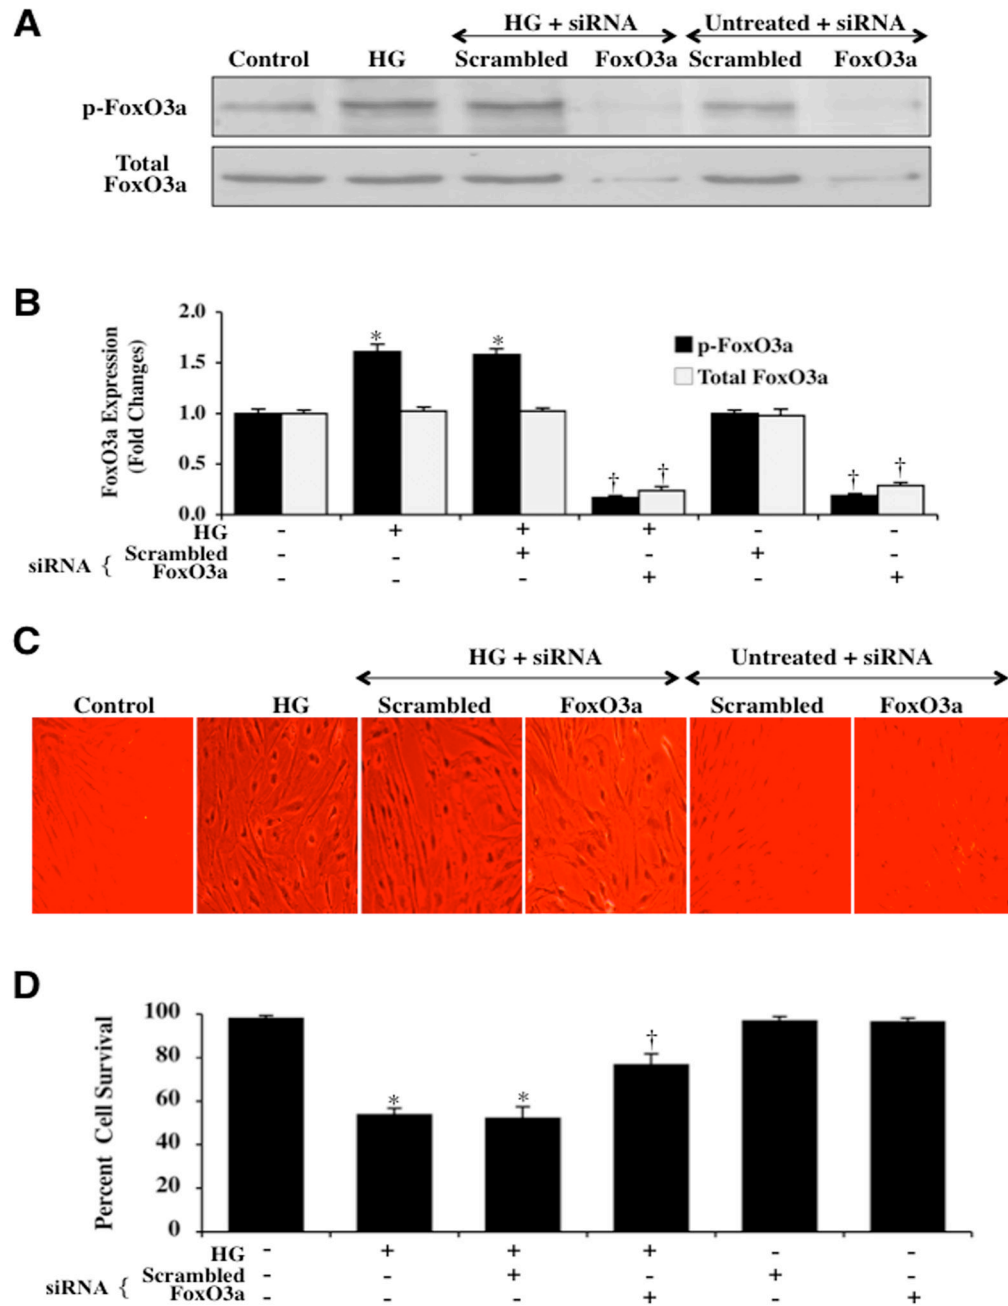 A
HG + siRNA Untreated + siRNA
Control HG Scrambled FoxO3a Scrambled FoxO3a
p-FoxO3a
Total
FoxO3a
B
FoxO3a Expression
(Fold Changes)
2.0
1.5
1.0
0.5
0.0
* * † † † †
p-FoxO3a
Total FoxO3a
HG - + + + - -
siRNA {
Scrambled - - + - + -
FoxO3a - - - + - +
C
HG + siRNA Untreated + siRNA
Control HG Scrambled FoxO3a Scrambled FoxO3a
D
Percent Cell Survival
100
80
60
40
20
0
* * †
HG - + + + - -
siRNA {
Scrambled - - + - + -
FoxO3a - - - + - +